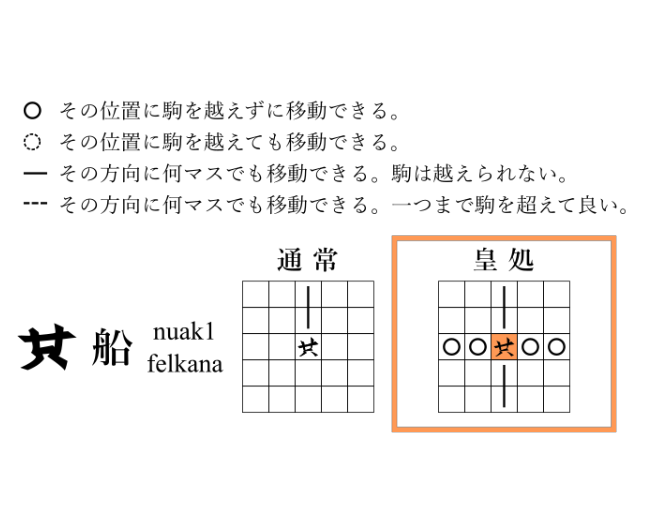 その位置に駒を越えずに移動できる。
その位置に駒を越えても移動できる。
その方向に何マスでも移動できる。駒は越えられない。
その方向に何マスでも移動できる。一つまで駒を超えて良い。
通常
皇処
船
nuak1
felkana